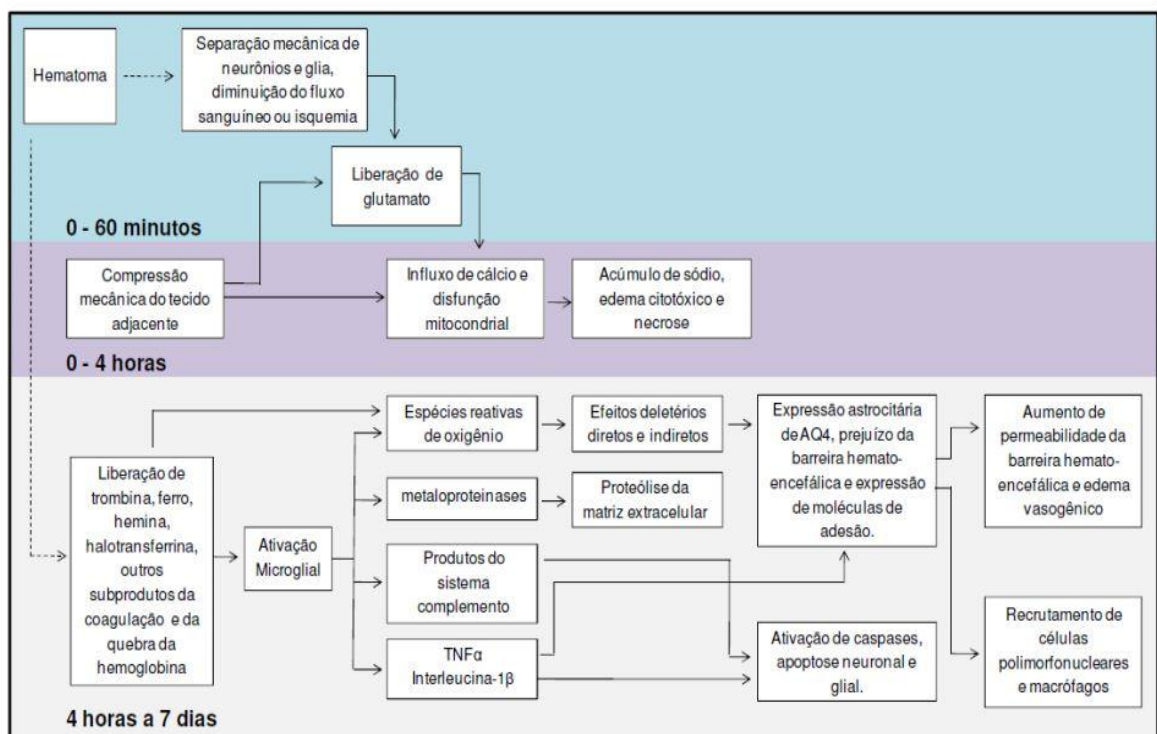 Hematoma
Separação mecânica de
neurônios e glia,
diminuição do fluxo
sanguíneo ou isquemia
Liberação de
glutamato
0 - 60 minutos
Compressão
mecânica do tecido
adjacente
Influxo de cálcio e
disfunção
mitocondrial
Acúmulo de sódio,
edema citotóxico e
necrose
0 - 4 horas
Liberação de
trombina, ferro,
hemina,
halotransferrina,
outros
subprodutos da
coagulação e da
quebra da
hemoglobina
Ativação
Microglial
Espécies reativas
de oxigênio
Efeitos deletérios
diretos e indiretos
Expressão astrocitária
de AQ4, prejuízo da
barreira hemato-
encefálica e expressão
de moléculas de
adesão.
Aumento de
permeabilidade da
barreira hemato-
encefálica e edema
vasogênico
metaloproteinases
Proteólise da
matriz extracelular
Produtos do
sistema
complemento
TNFα
Interleucina-1β
Ativação de caspases,
apoptose neuronal e
glial.
Recrutamento de
células
polimorfonucleares
e macrófagos
4 horas a 7 dias